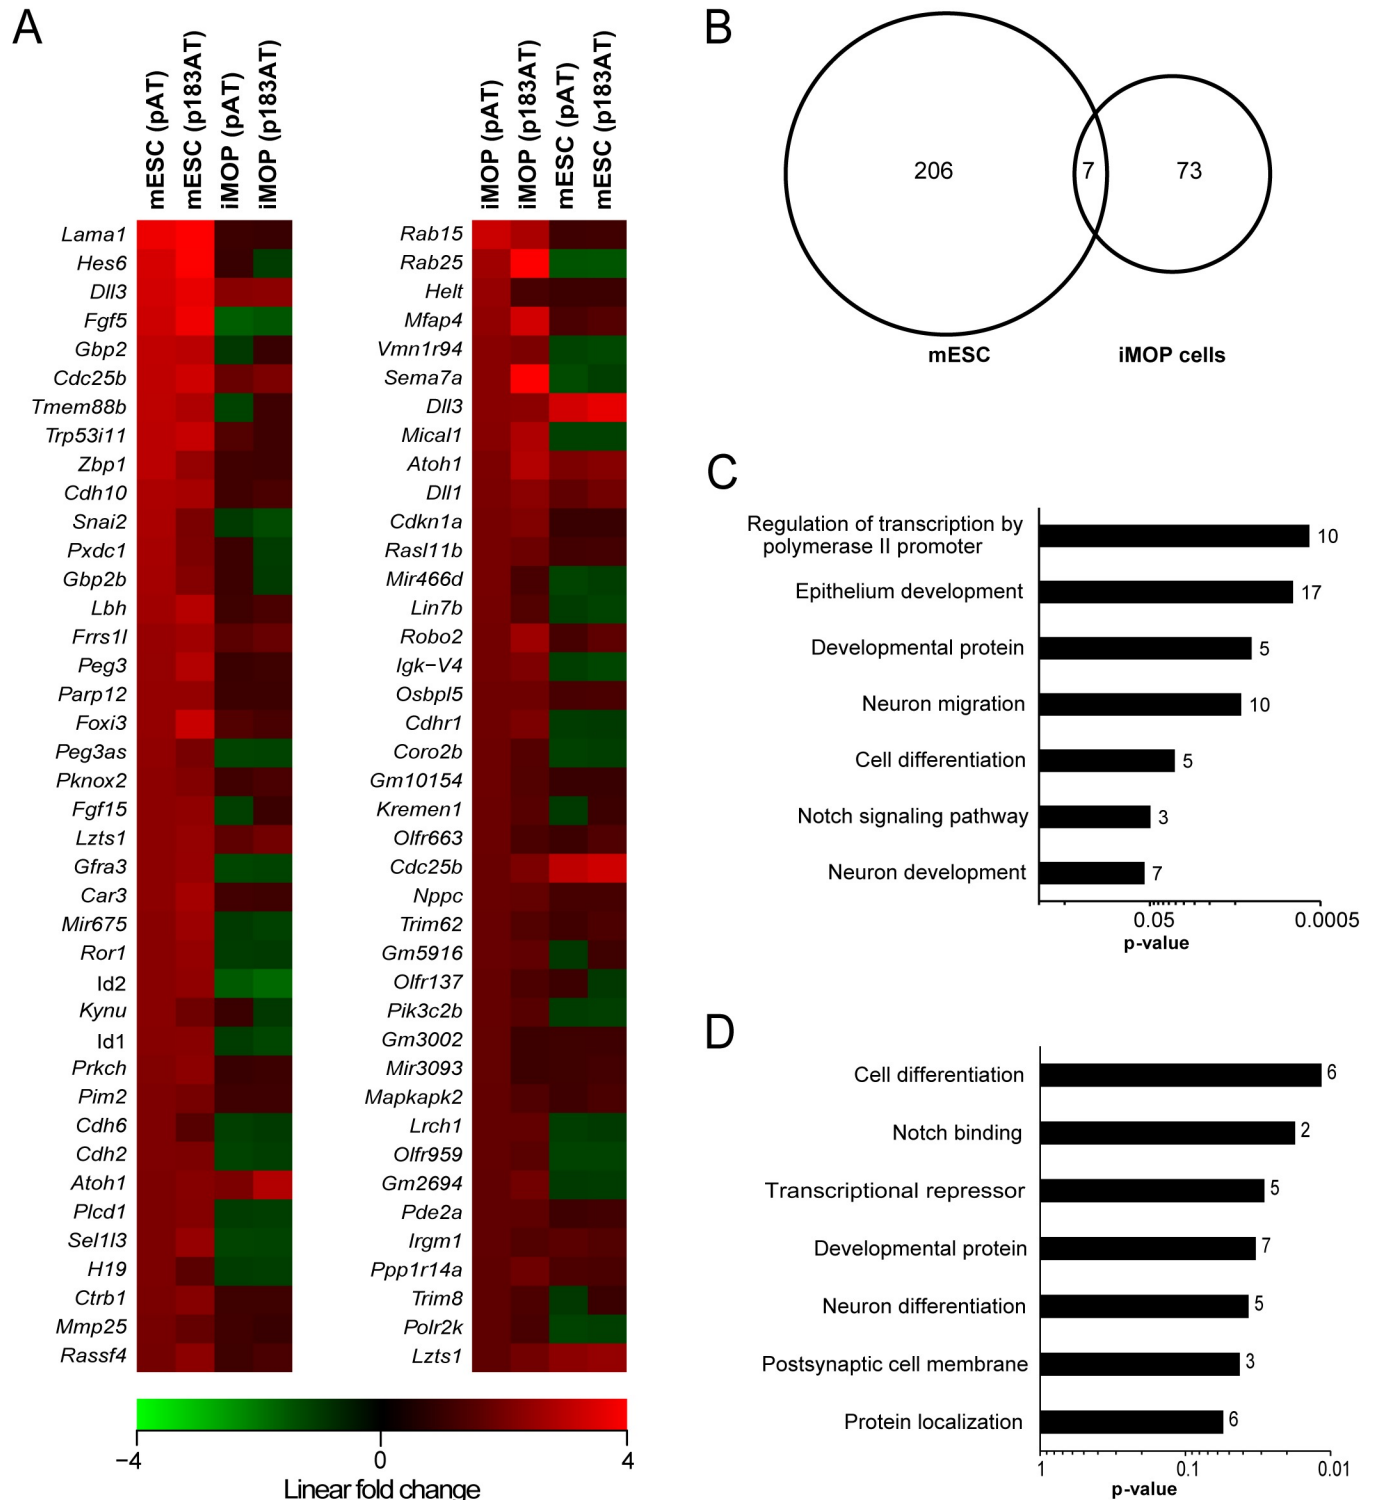 A
mESC (pAT)
mESC (p183AT)
iMOP (pAT)
iMOP (p183AT)
Lama1
Hes6
Dll3
Fgf5
Gbp2
Cdc25b
Tmem88b
Trp53i11
Zbp1
Cdh10
Snai2
Pxdc1
Gbp2b
Lbh
Frrs1l
Peg3
Parp12
Foxi3
Peg3as
Pknox2
Fgf15
Lzts1
Gfra3
Car3
Mir675
Ror1
Id2
Kynu
Id1
Prkch
Pim2
Cdh6
Cdh2
Atoh1
Plcd1
Sel1l3
H19
Ctrb1
Mmp25
Rassf4
iMOP (pAT)
iMOP (p183AT)
mESC (pAT)
mESC (p183AT)
Rab15
Rab25
Helt
Mfap4
Vmn1r94
Sema7a
Dll3
Mical1
Atoh1
Dll1
Cdkn1a
Rasl11b
Mir466d
Lin7b
Robo2
Igk−V4
Osbpl5
Cdhr1
Coro2b
Gm10154
Kremen1
Olfr663
Cdc25b
Nppc
Trim62
Gm5916
Olfr137
Pik3c2b
Gm3002
Mir3093
Mapkapk2
Lrch1
Olfr959
Gm2694
Pde2a
Irgm1
Ppp1r14a
Trim8
Polr2k
Lzts1
−4 0 4
Linear fold change
B
206 7 73
mESC iMOP cells
C
Regulation of transcription by
polymerase II promoter 10
Epithelium development 17
Developmental protein 5
Neuron migration 10
Cell differentiation 5
Notch signaling pathway 3
Neuron development 7
0.05 0.0005
p-value
D
Cell differentiation 6
Notch binding 2
Transcriptional repressor 5
Developmental protein 7
Neuron differentiation 5
Postsynaptic cell membrane 3
Protein localization 6
1 0.1 0.01
p-value